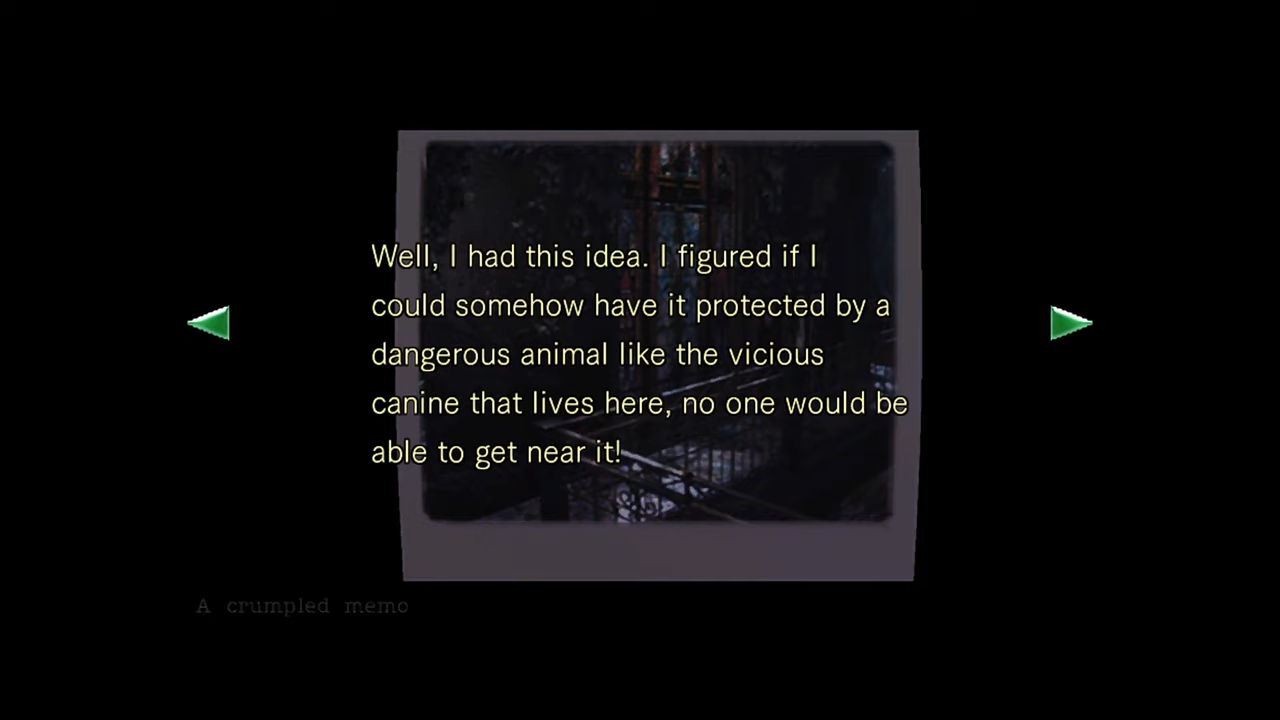 Well, I had this idea. I figured if I
could somehow have it protected by a
dangerous animal like the vicious
canine that lives here, no one would be
able to get near it!
A crumpled memo